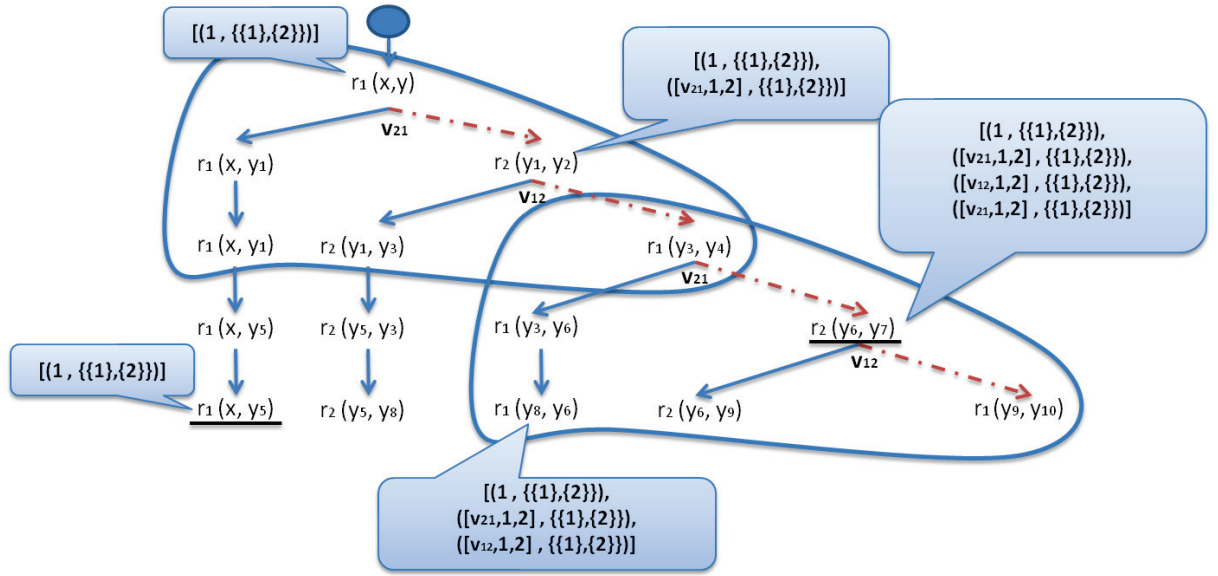 [(1 , {{1},{2}})]
r₁ (x,y)
[(1 , {{1},{2}}),
([v₂₁,1,2] , {{1},{2}})]
v₂₁
[(1 , {{1},{2}}),
([v₂₁,1,2] , {{1},{2}}),
([v₁₂,1,2] , {{1},{2}}),
([v₂₁,1,2] , {{1},{2}})]
r₁ (x, y₁)
r₂ (y₁, y₂)
v₁₂
r₁ (x, y₁)
r₂ (y₁, y₃)
r₁ (y₃, y₄)
v₂₁
r₁ (x, y₅)
r₂ (y₅, y₃)
r₁ (y₃, y₆)
r₂ (y₆, y₇)
v₁₂
[(1 , {{1},{2}})]
r₁ (x, y₅)
r₂ (y₅, y₈)
r₁ (y₈, y₆)
r₂ (y₆, y₉)
r₁ (y₉, y₁₀)
[(1 , {{1},{2}}),
([v₂₁,1,2] , {{1},{2}}),
([v₁₂,1,2] , {{1},{2}})]